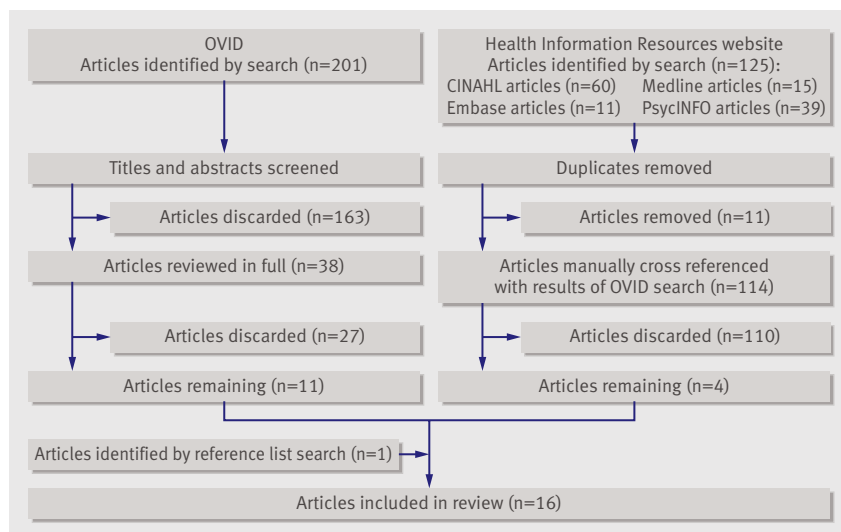 OVID
Articles identified by search (n=201)
Health Information Resources website
Articles identified by search (n=125):
CINAHL articles (n=60) Medline articles (n=15)
Embase articles (n=11) PsycINFO articles (n=39)
Titles and abstracts screened
Duplicates removed
Articles discarded (n=163)
Articles removed (n=11)
Articles reviewed in full (n=38)
Articles manually cross referenced
with results of OVID search (n=114)
Articles discarded (n=27)
Articles discarded (n=110)
Articles remaining (n=11)
Articles remaining (n=4)
Articles identified by reference list search (n=1)
Articles included in review (n=16)